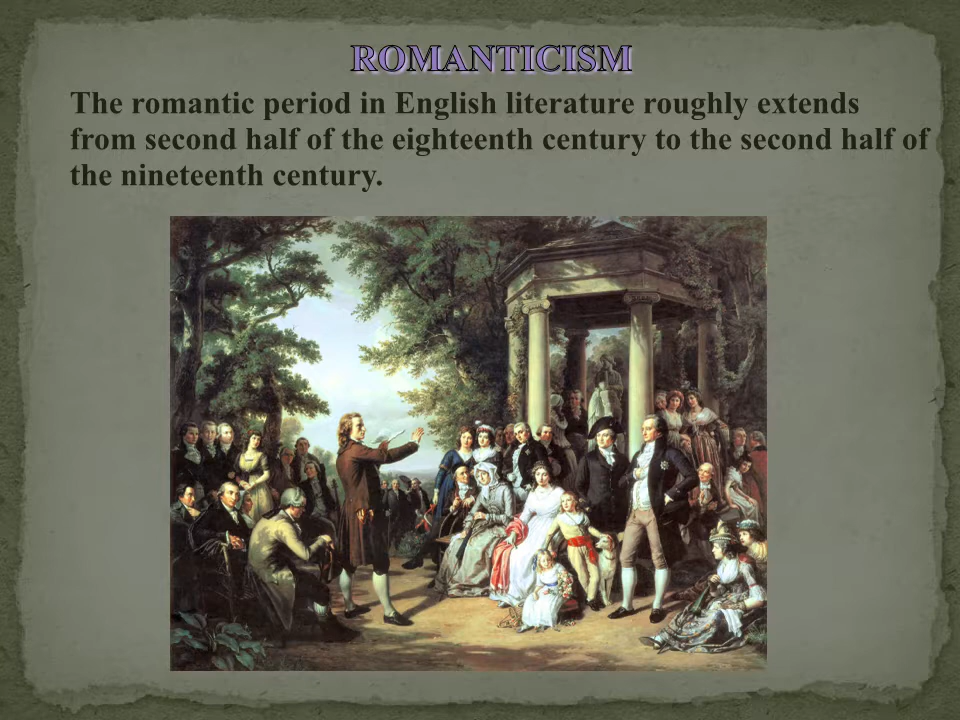 ROMANTICISM
The romantic period in English literature roughly extends
from second half of the eighteenth century to the second half of
the nineteenth century.